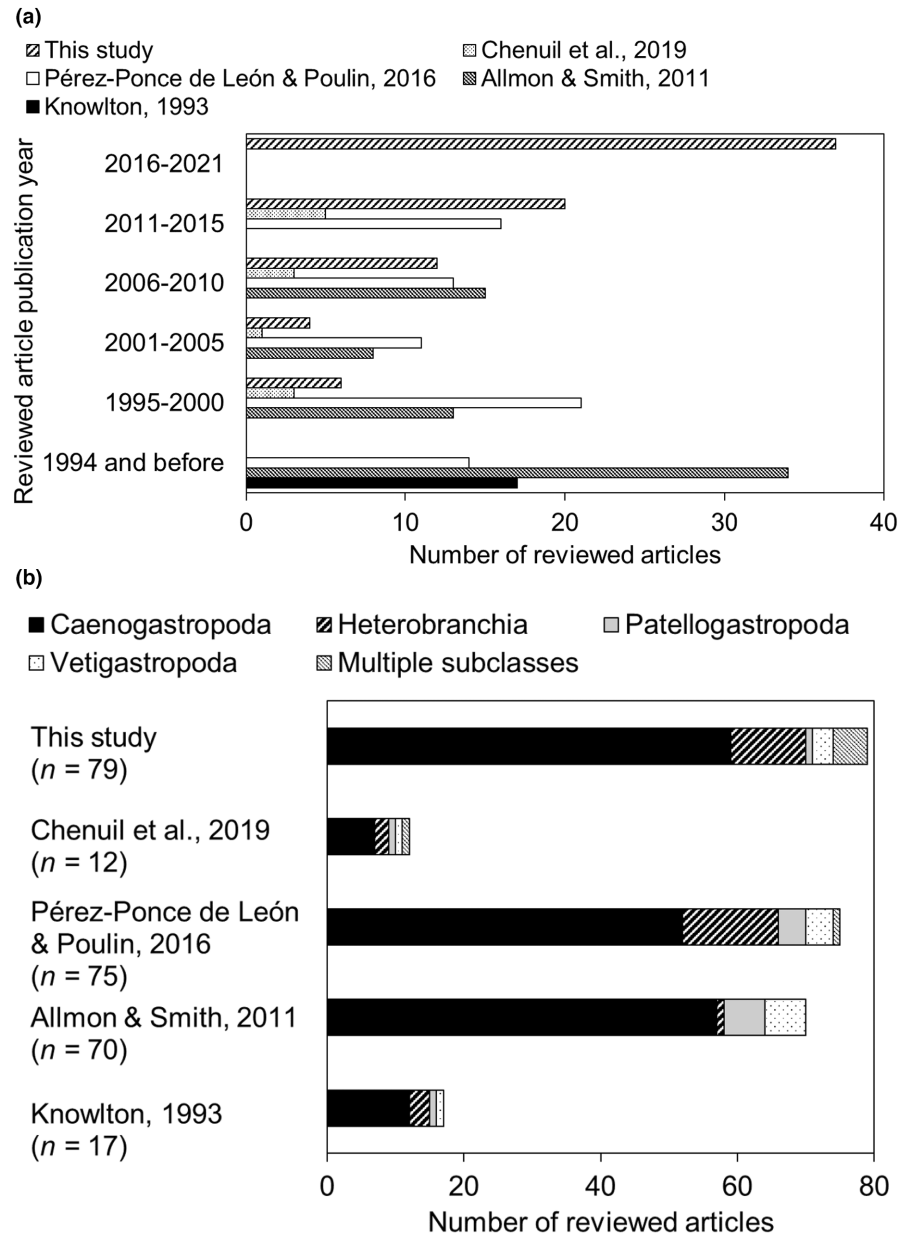 (a)
This study
Chenuil et al., 2019
Pérez-Ponce de León & Poulin, 2016
Allmon & Smith, 2011
Knowlton, 1993
Reviewed article publication year
2016-2021
2011-2015
2006-2010
2001-2005
1995-2000
1994 and before
0 10 20 30 40
Number of reviewed articles
(b)
Caenogastropoda
Heterobranchia
Patellogastropoda
Vetigastropoda
Multiple subclasses
This study
(n = 79)
Chenuil et al., 2019
(n = 12)
Pérez-Ponce de León
& Poulin, 2016
(n = 75)
Allmon & Smith, 2011
(n = 70)
Knowlton, 1993
(n = 17)
0 20 40 60 80
Number of reviewed articles